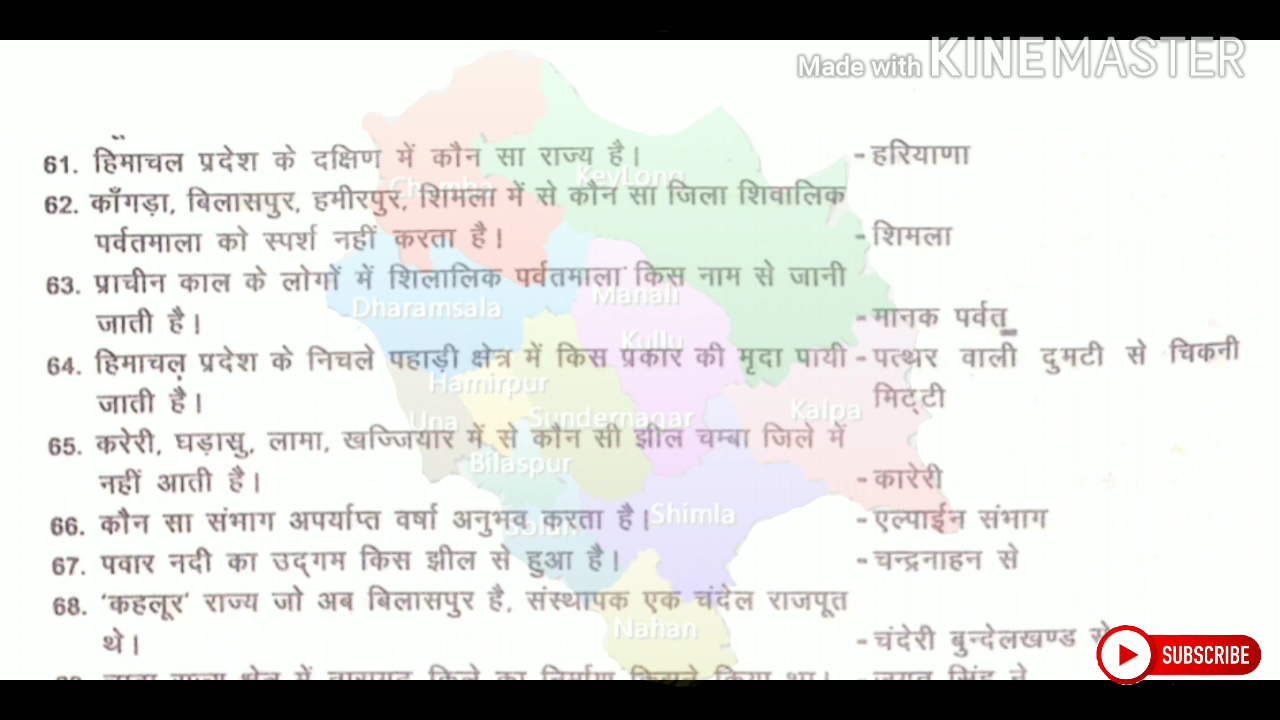 Made with KINEMASTER
61. हिमाचल प्रदेश के दक्षिण में कौन सा राज्य है। - हरियाणा
62. काँगड़ा, बिलासपुर, हमीरपुर, शिमला में से कौन सा जिला शिवालिक
पर्वतमाला को स्पर्श नहीं करता है। - शिमला
63. प्राचीन काल के लोगों में शिलालिक पर्वतमाला किस नाम से जानी
जाती है। - मानक पर्वत
64. हिमाचल प्रदेश के निचले पहाड़ी क्षेत्र में किस प्रकार की मृदा पायी - पत्थर वाली दुमटी से चिकनी
जाती है। मिट्टी
65. करेरी, घड़ासु, लामा, खज्जियार में से कौन सी झील चम्बा जिले में
नहीं आती है। - कारेरी
66. कौन सा संभाग अपर्याप्त वर्षा अनुभव करता है। - एल्पाईन संभाग
67. पवार नदी का उद्गम किस झील से हुआ है। - चन्द्रनाहन से
68. 'कहलूर' राज्य जो अब बिलासपुर है, संस्थापक एक चंदेल राजपूत
थे। - चंदेरी बुन्देलखण्ड से
Chamba
KeyLong
Dharamsala
Manali
Kullu
Hamirpur
Una
Sundernagar
Kalpa
Bilaspur
Shimla
Solan
Nahan
SUBSCRIBE